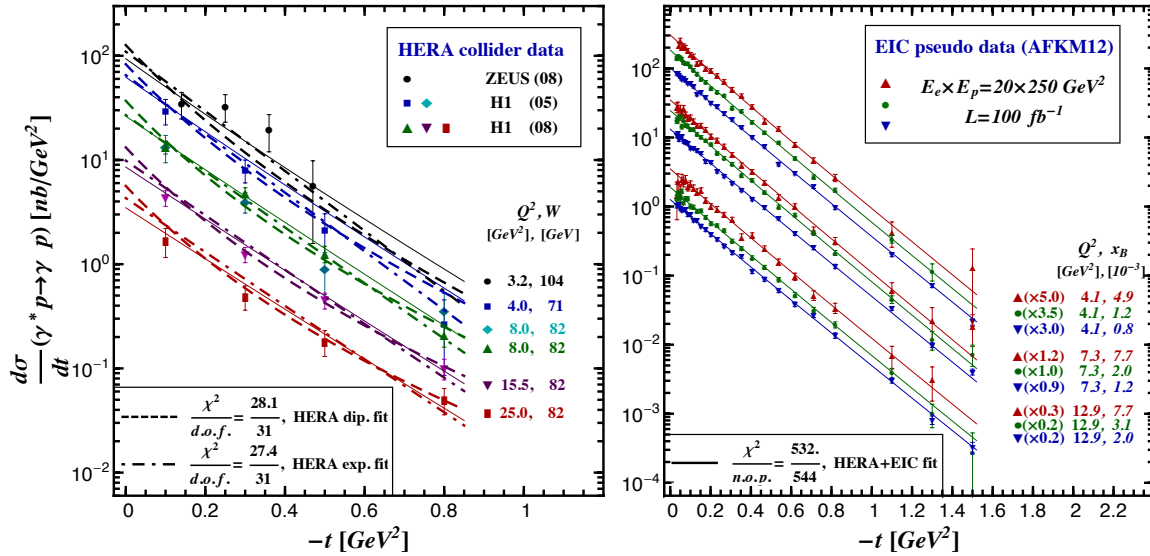 HERA collider data
ZEUS (08)
H1 (05)
H1 (08)
Q², W
[GeV²], [GeV]
3.2, 104
4.0, 71
8.0, 82
8.0, 82
15.5, 82
25.0, 82
χ²/d.o.f. = 28.1/31, HERA dip. fit
χ²/d.o.f. = 27.4/31, HERA exp. fit
dσ/dt (γ* p→γ p) [nb/GeV²]
10²
10¹
10⁰
10⁻¹
10⁻²
0 0.2 0.4 0.6 0.8 1
−t [GeV²]
EIC pseudo data (AFKM12)
E_e×E_p=20×250 GeV²
L=100 fb⁻¹
Q², x_B
[GeV²], [10⁻³]
(×5.0) 4.1, 4.9
(×3.5) 4.1, 1.2
(×3.0) 4.1, 0.8
(×1.2) 7.3, 7.7
(×1.0) 7.3, 2.0
(×0.9) 7.3, 1.2
(×0.3) 12.9, 7.7
(×0.2) 12.9, 3.1
(×0.2) 12.9, 2.0
χ²/n.o.p. = 532./544, HERA+EIC fit
10²
10¹
10⁰
10⁻¹
10⁻²
10⁻³
10⁻⁴
0 0.2 0.4 0.6 0.8 1 1.2 1.4 1.6 1.8 2 2.2
−t [GeV²]